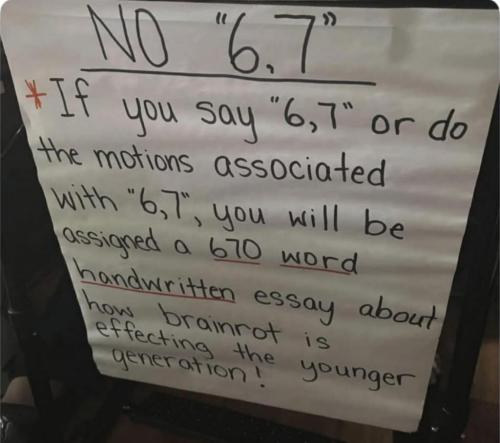 NO "6,7"
*If you say "6,7" or do
the motions associated
with "6,7", you will be
assigned a 670 word
handwritten essay about
how brainrot is
effecting the younger
generation!